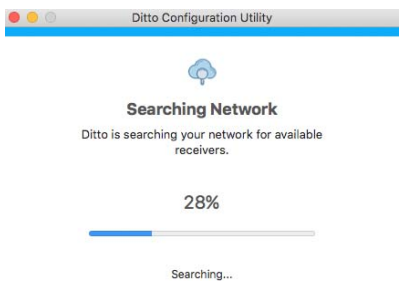 Ditto Configuration Utility
Searching Network
Ditto is searching your network for available
receivers.
28%
Searching...